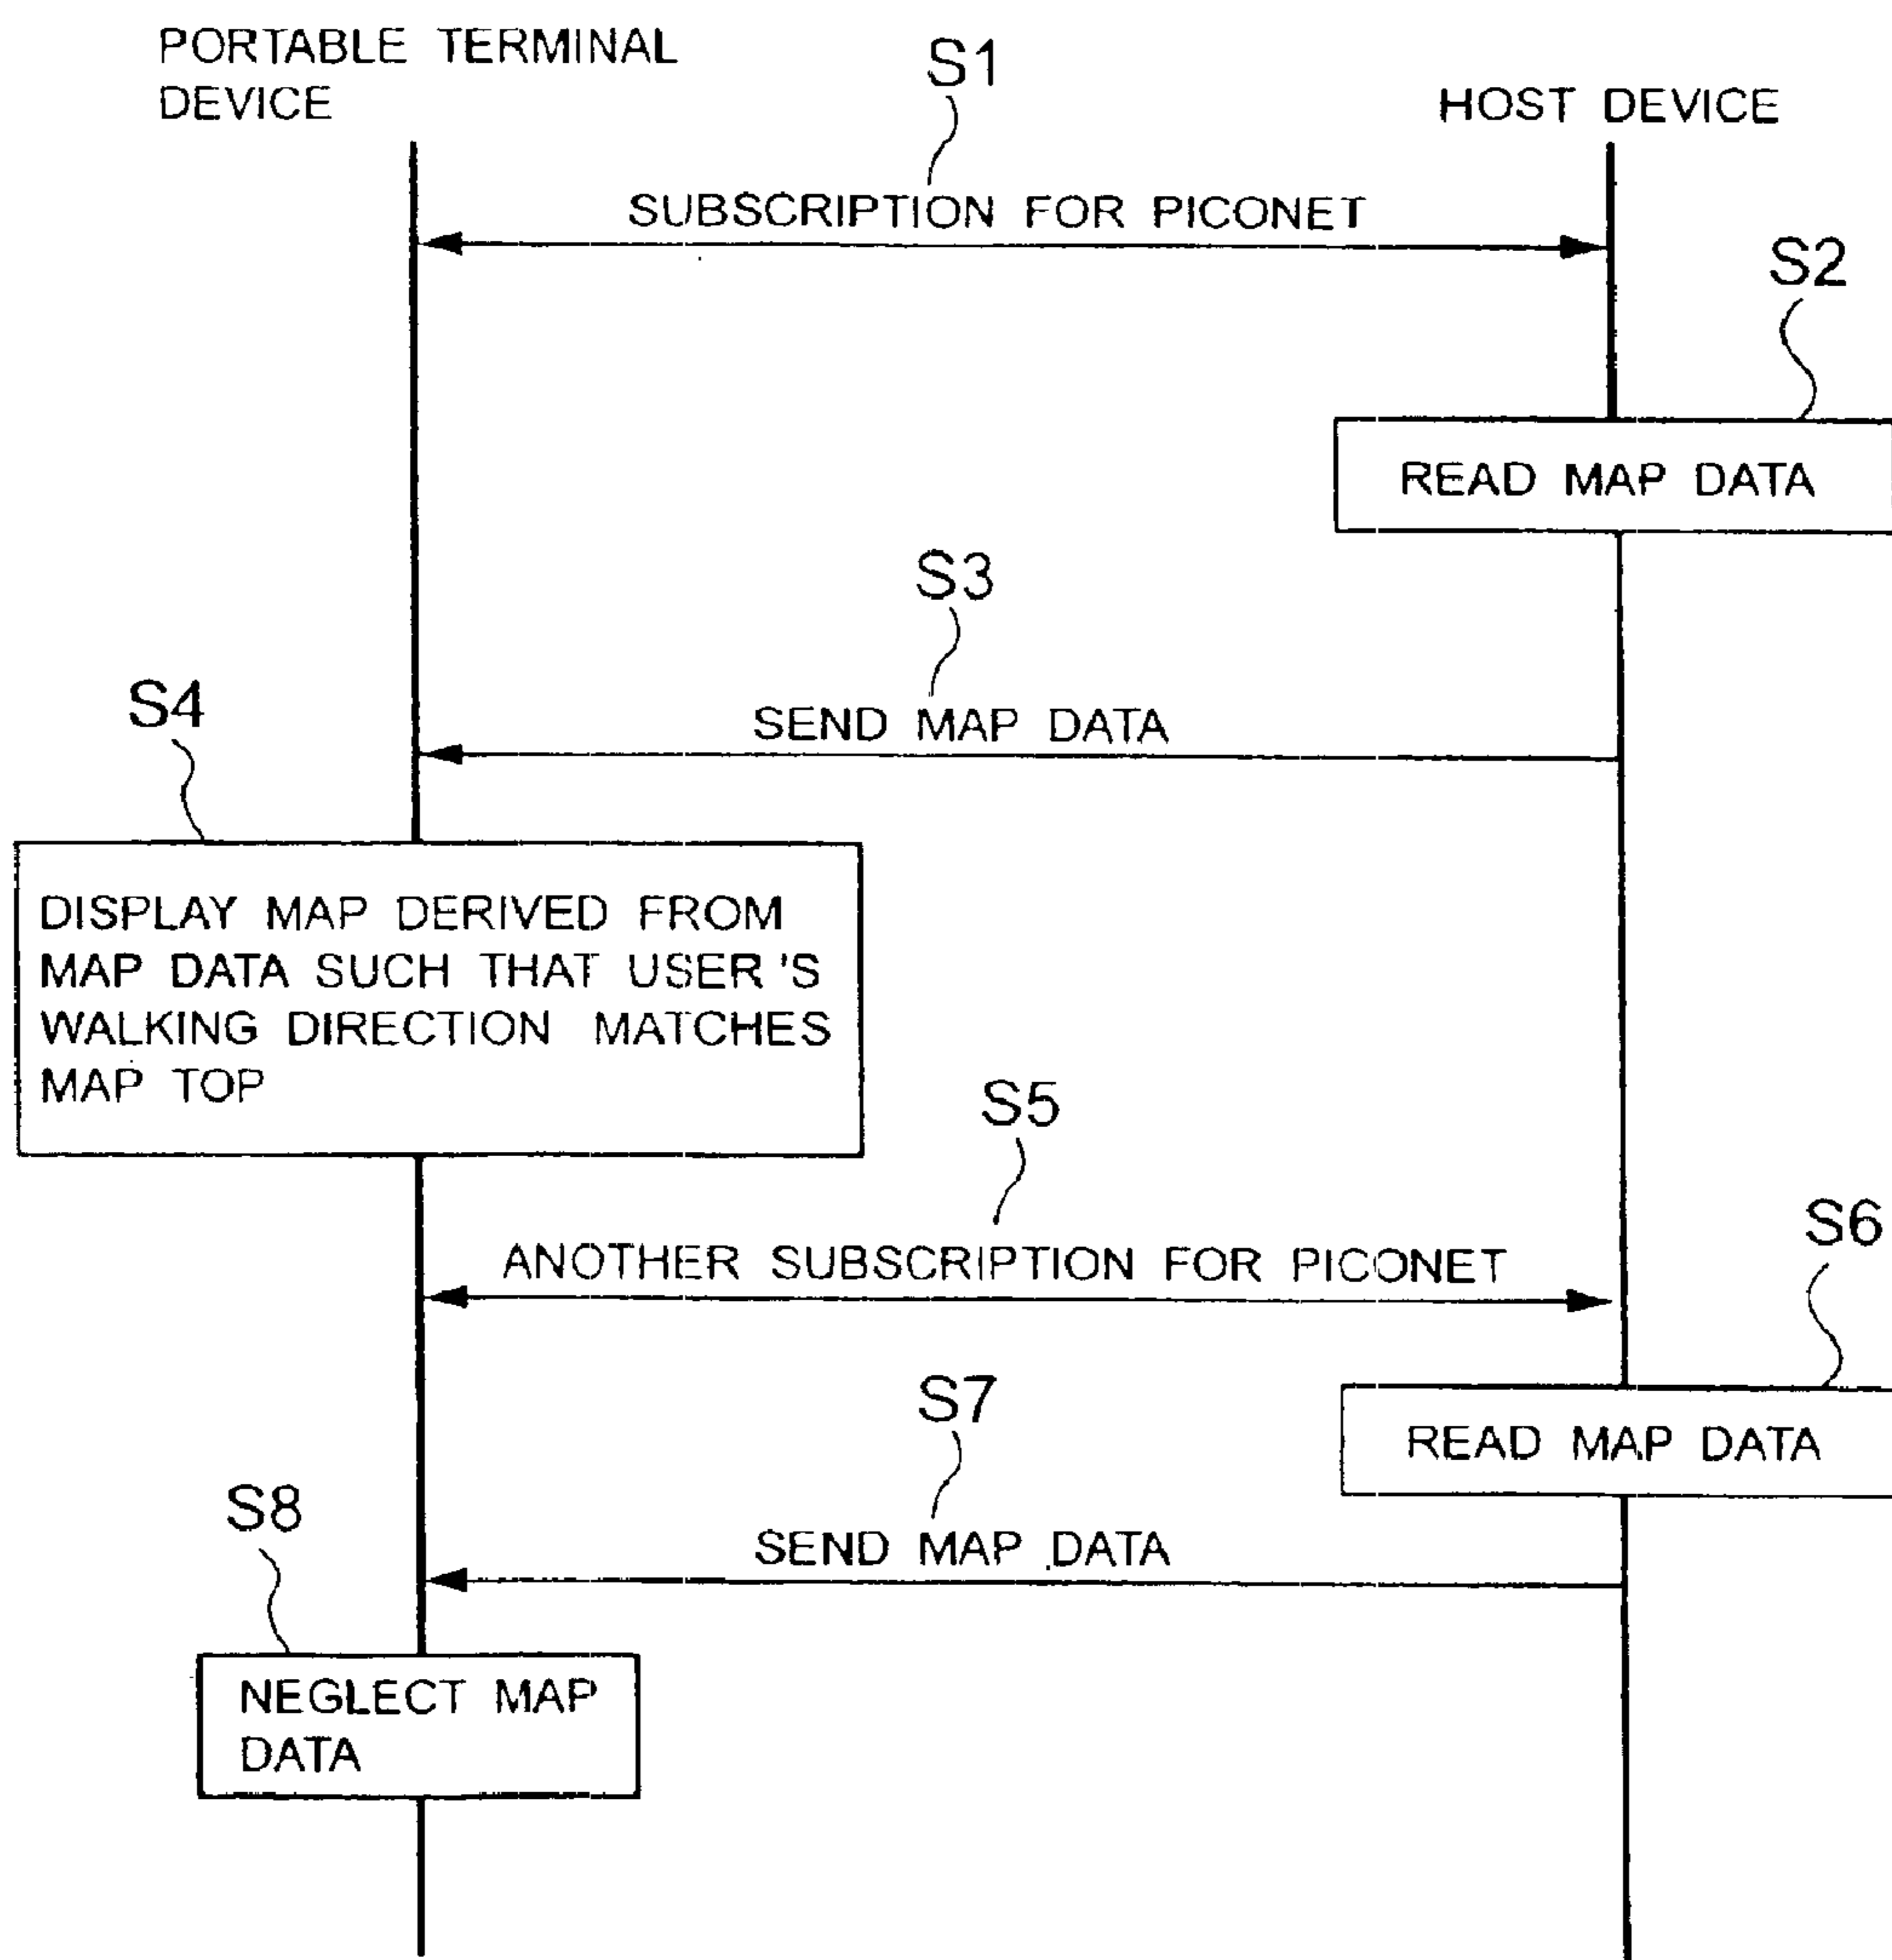 PORTABLE TERMINAL
DEVICE
S1
HOST DEVICE
SUBSCRIPTION FOR PICONET
S2
READ MAP DATA
S3
SEND MAP DATA
S4
DISPLAY MAP DERIVED FROM
MAP DATA SUCH THAT USER'S
WALKING DIRECTION MATCHES
MAP TOP
S5
ANOTHER SUBSCRIPTION FOR PICONET
S6
READ MAP DATA
S7
SEND MAP DATA
S8
NEGLECT MAP
DATA